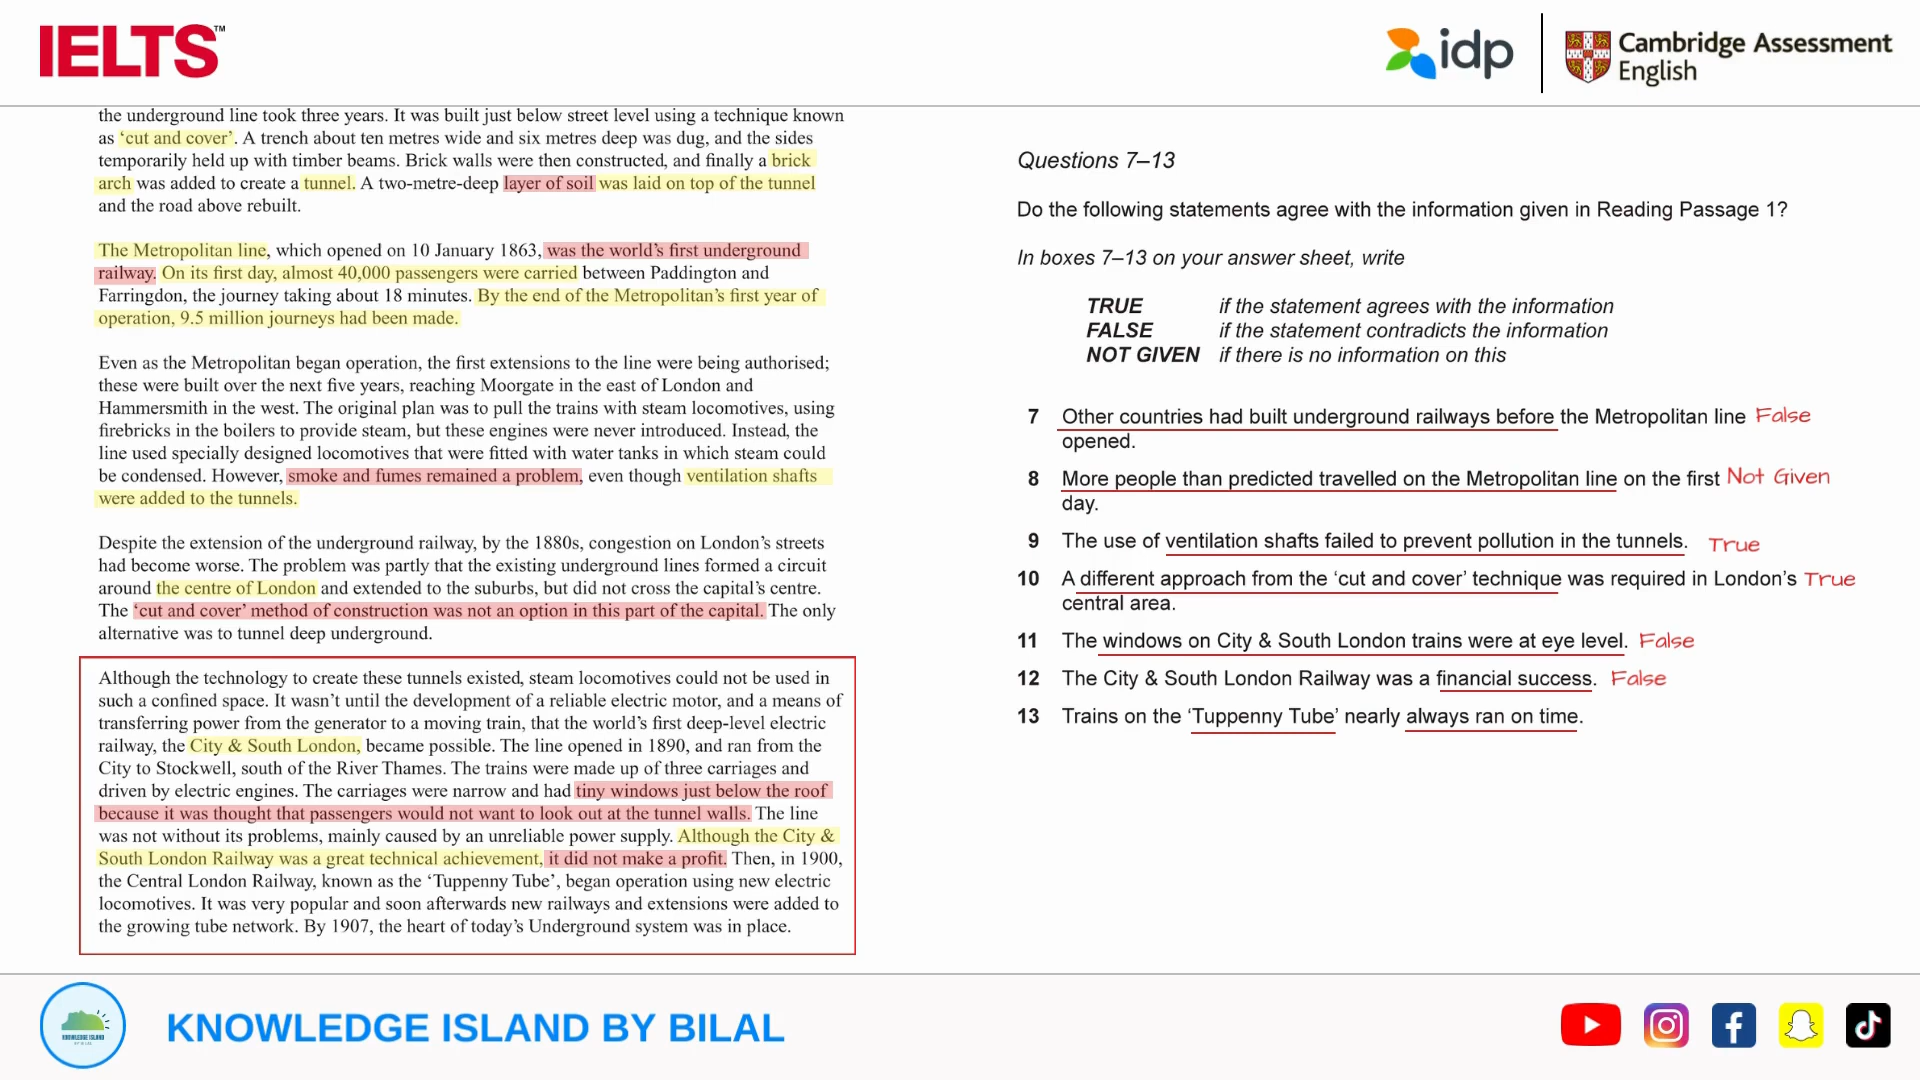 IELTS™
idp
Cambridge Assessment
English
the underground line took three years. It was built just below street level using a technique known
as ‘cut and cover’. A trench about ten metres wide and six metres deep was dug, and the sides
temporarily held up with timber beams. Brick walls were then constructed, and finally a brick
arch was added to create a tunnel. A two-metre-deep layer of soil was laid on top of the tunnel
and the road above rebuilt.
The Metropolitan line, which opened on 10 January 1863, was the world’s first underground
railway. On its first day, almost 40,000 passengers were carried between Paddington and
Farringdon, the journey taking about 18 minutes. By the end of the Metropolitan’s first year of
operation, 9.5 million journeys had been made.
Even as the Metropolitan began operation, the first extensions to the line were being authorised;
these were built over the next five years, reaching Moorgate in the east of London and
Hammersmith in the west. The original plan was to pull the trains with steam locomotives, using
firebricks in the boilers to provide steam, but these engines were never introduced. Instead, the
line used specially designed locomotives that were fitted with water tanks in which steam could
be condensed. However, smoke and fumes remained a problem, even though ventilation shafts
were added to the tunnels.
Despite the extension of the underground railway, by the 1880s, congestion on London’s streets
had become worse. The problem was partly that the existing underground lines formed a circuit
around the centre of London and extended to the suburbs, but did not cross the capital’s centre.
The ‘cut and cover’ method of construction was not an option in this part of the capital. The only
alternative was to tunnel deep underground.
Although the technology to create these tunnels existed, steam locomotives could not be used in
such a confined space. It wasn’t until the development of a reliable electric motor, and a means of
transferring power from the generator to a moving train, that the world’s first deep-level electric
railway, the City & South London, became possible. The line opened in 1890, and ran from the
City to Stockwell, south of the River Thames. The trains were made up of three carriages and
driven by electric engines. The carriages were narrow and had tiny windows just below the roof
because it was thought that passengers would not want to look out at the tunnel walls. The line
was not without its problems, mainly caused by an unreliable power supply. Although the City &
South London Railway was a great technical achievement, it did not make a profit. Then, in 1900,
the Central London Railway, known as the ‘Tuppenny Tube’, began operation using new electric
locomotives. It was very popular and soon afterwards new railways and extensions were added to
the growing tube network. By 1907, the heart of today’s Underground system was in place.
Questions 7–13
Do the following statements agree with the information given in Reading Passage 1?
In boxes 7–13 on your answer sheet, write
TRUE if the statement agrees with the information
FALSE if the statement contradicts the information
NOT GIVEN if there is no information on this
7 Other countries had built underground railways before the Metropolitan line False
opened.
8 More people than predicted travelled on the Metropolitan line on the first Not Given
day.
9 The use of ventilation shafts failed to prevent pollution in the tunnels. True
10 A different approach from the ‘cut and cover’ technique was required in London’s True
central area.
11 The windows on City & South London trains were at eye level. False
12 The City & South London Railway was a financial success. False
13 Trains on the ‘Tuppenny Tube’ nearly always ran on time.
KNOWLEDGE ISLAND
BY BILAL
KNOWLEDGE ISLAND BY BILAL